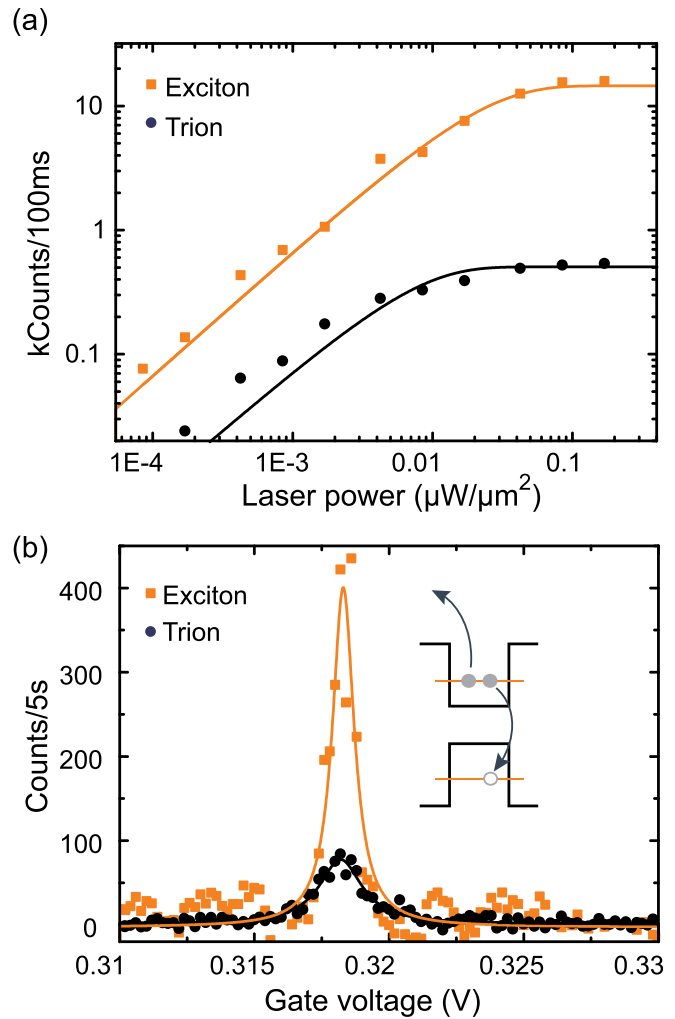 (a)
Exciton
Trion
10
1
0.1
kCounts/100ms
1E-4 1E-3 0.01 0.1
Laser power (µW/µm²)
(b)
Exciton
Trion
400
300
200
100
0
Counts/5s
0.31 0.315 0.32 0.325 0.33
Gate voltage (V)